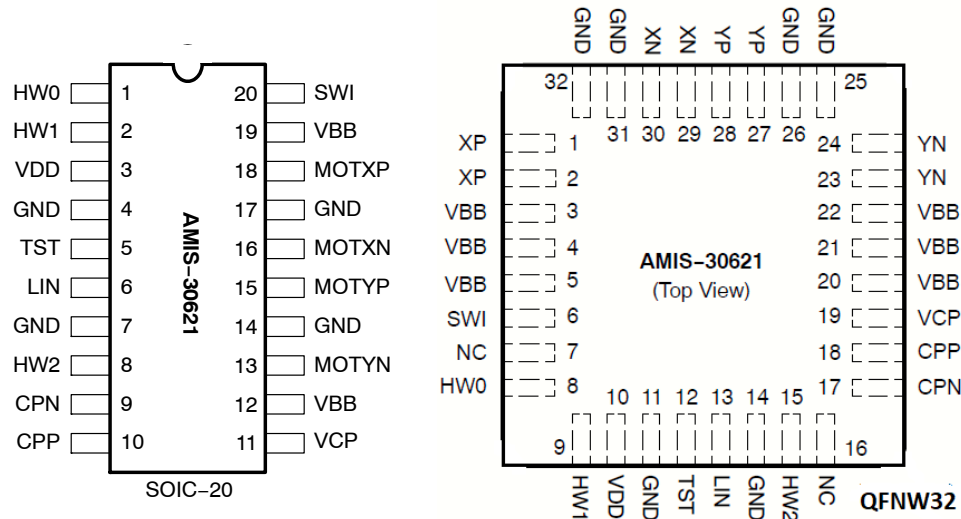 HW0 1 20 SWI
HW1 2 19 VBB
VDD 3 18 MOTXP
GND 4 17 GND
TST 5 16 MOTXN
LIN 6 15 MOTYP
GND 7 14 GND
HW2 8 13 MOTYN
CPN 9 12 VBB
CPP 10 11 VCP
AMIS-30621
SOIC-20
GND GND XN XN YP YP GND GND
32 31 30 29 28 27 26 25
XP 1 24 YN
XP 2 23 YN
VBB 3 22 VBB
VBB 4 21 VBB
VBB 5 20 VBB
SWI 6 19 VCP
NC 7 18 CPP
HW0 8 17 CPN
AMIS-30621
(Top View)
9 10 11 12 13 14 15 16
HW1 VDD GND TST LIN GND HW2 NC
QFNW32